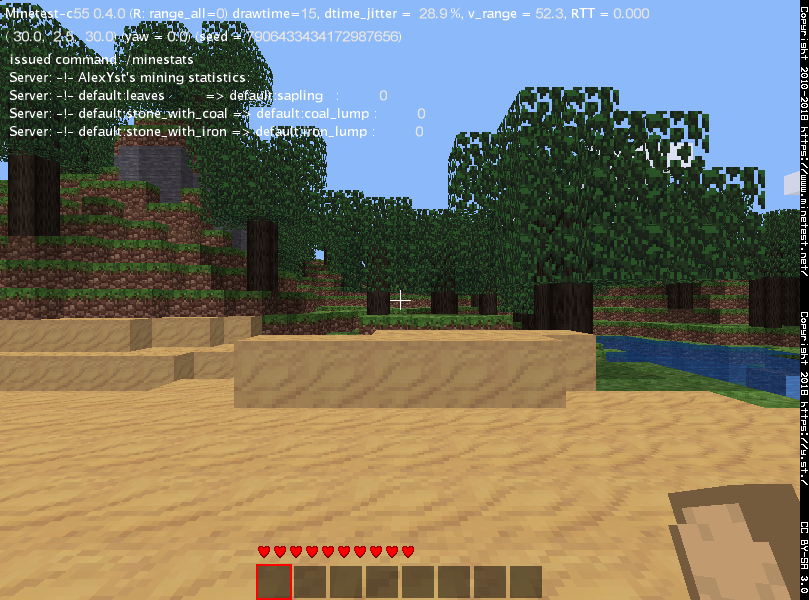 Minetest-c55 0.4.0 (R: range_all=0) drawtime=15, dtime_jitter = 28.9 %, v_range = 52.3, RTT = 0.000
( 30.0, 2.5, 30.0) (yaw = 0.0) (seed = 7906433434172987656)
issued command /minestats
Server: -!- AlexYst's mining statistics:
Server: -!- default:leaves => default:sapling : 0
Server: -!- default:stone_with_coal => default:coal_lump : 0
Server: -!- default:stone_with_iron => default:iron_lump : 0
Copyright 2010-2018 https://www.minetest.net/
Copyright 2018 https://y.st./
CC BY-SA 3.0